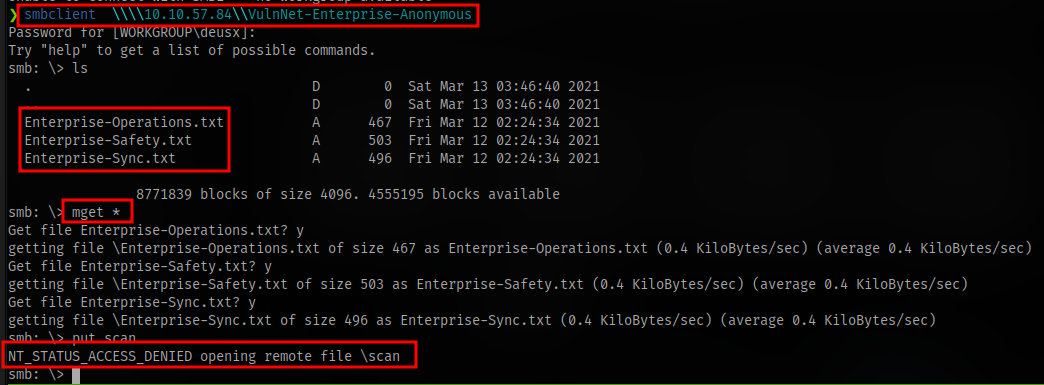 ❯ smbclient \\\\10.10.57.84\\VulnNet-Enterprise-Anonymous
Password for [WORKGROUP\deusx]:
Try "help" to get a list of possible commands.
smb: \> ls
. D 0 Sat Mar 13 03:46:40 2021
.. D 0 Sat Mar 13 03:46:40 2021
Enterprise-Operations.txt A 467 Fri Mar 12 02:24:34 2021
Enterprise-Safety.txt A 503 Fri Mar 12 02:24:34 2021
Enterprise-Sync.txt A 496 Fri Mar 12 02:24:34 2021
8771839 blocks of size 4096. 4555195 blocks available
smb: \> mget *
Get file Enterprise-Operations.txt? y
getting file \Enterprise-Operations.txt of size 467 as Enterprise-Operations.txt (0.4 KiloBytes/sec) (average 0.4 KiloBytes/sec)
Get file Enterprise-Safety.txt? y
getting file \Enterprise-Safety.txt of size 503 as Enterprise-Safety.txt (0.4 KiloBytes/sec) (average 0.4 KiloBytes/sec)
Get file Enterprise-Sync.txt? y
getting file \Enterprise-Sync.txt of size 496 as Enterprise-Sync.txt (0.4 KiloBytes/sec) (average 0.4 KiloBytes/sec)
smb: \> put scan
NT_STATUS_ACCESS_DENIED opening remote file \scan
smb: \>